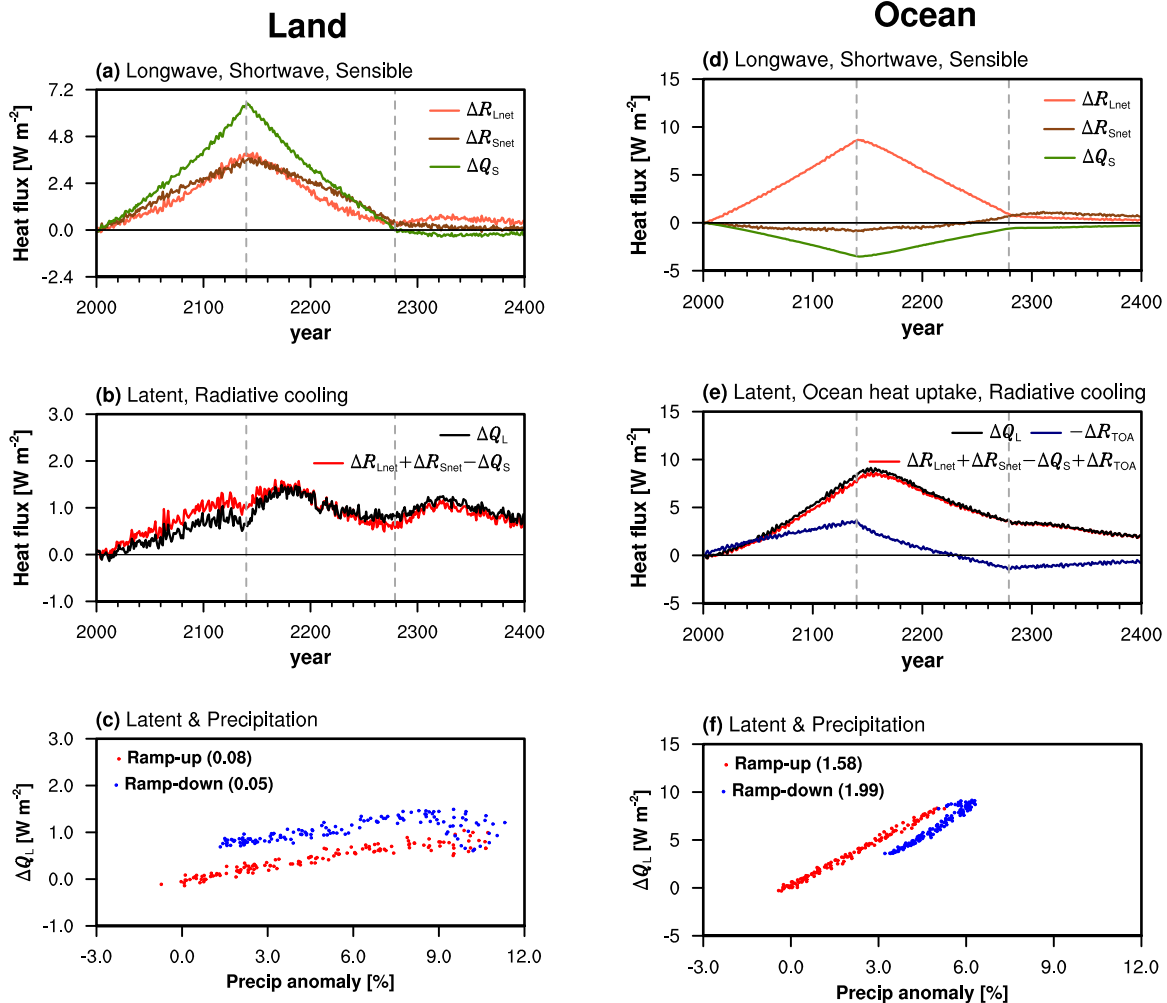 Land
(a) Longwave, Shortwave, Sensible
7.2
4.8
2.4
0.0
-2.4
Heat flux [W m⁻²]
ΔR_Lnet
ΔR_Snet
ΔQ_S
2000 2100 2200 2300 2400
year
(b) Latent, Radiative cooling
3.0
2.0
1.0
0.0
-1.0
Heat flux [W m⁻²]
ΔQ_L
ΔR_Lnet+ΔR_Snet−ΔQ_S
2000 2100 2200 2300 2400
year
(c) Latent & Precipitation
3.0
2.0
1.0
0.0
-1.0
ΔQ_L [W m⁻²]
Ramp-up (0.08)
Ramp-down (0.05)
-3.0 0.0 3.0 6.0 9.0 12.0
Precip anomaly [%]
Ocean
(d) Longwave, Shortwave, Sensible
15
10
5
0
-5
Heat flux [W m⁻²]
ΔR_Lnet
ΔR_Snet
ΔQ_S
2000 2100 2200 2300 2400
year
(e) Latent, Ocean heat uptake, Radiative cooling
15
10
5
0
-5
Heat flux [W m⁻²]
ΔQ_L −ΔR_TOA
ΔR_Lnet+ΔR_Snet−ΔQ_S+ΔR_TOA
2000 2100 2200 2300 2400
year
(f) Latent & Precipitation
15
10
5
0
-5
ΔQ_L [W m⁻²]
Ramp-up (1.58)
Ramp-down (1.99)
-3.0 0.0 3.0 6.0 9.0 12.0
Precip anomaly [%]